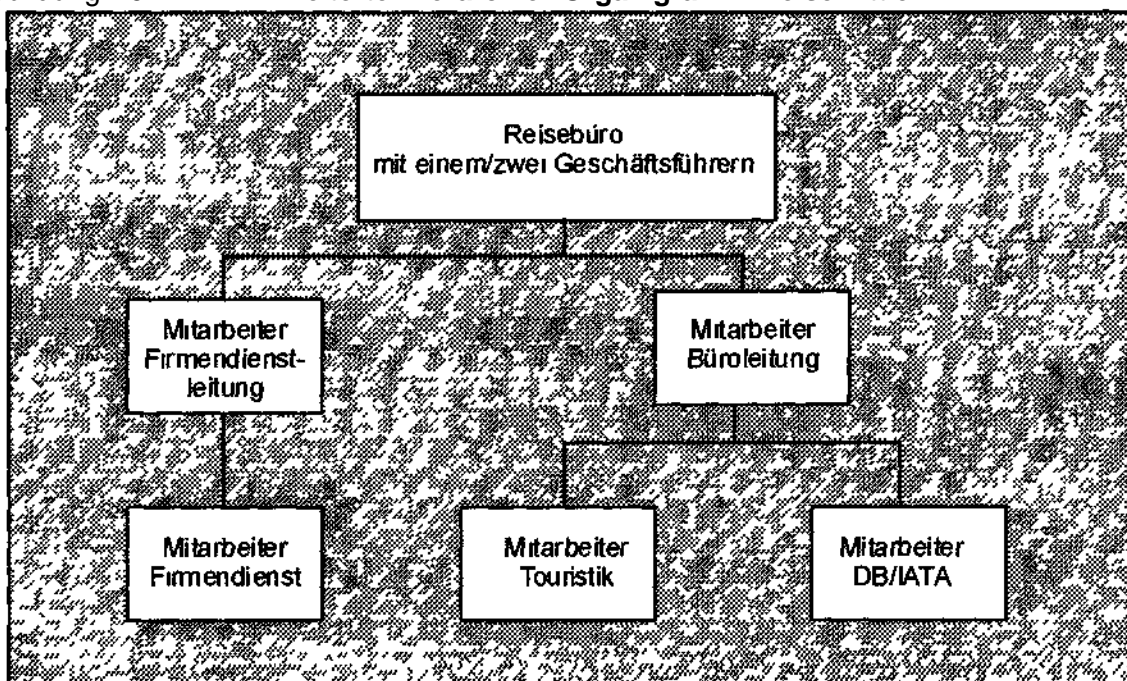 Reisebüro
mit einem/zwei Geschäftsführern
Mitarbeiter
Firmendienst-
leitung
Mitarbeiter
Büroleitung
Mitarbeiter
Firmendienst
Mitarbeiter
Touristik
Mitarbeiter
DB/IATA